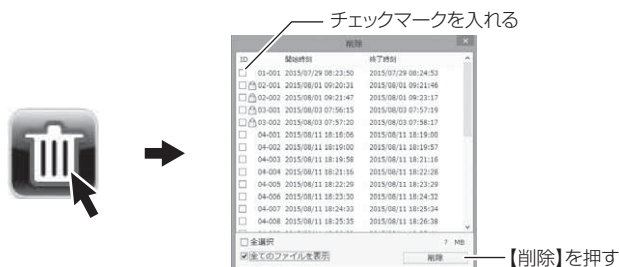 チェックマークを入れる
削除
ID 開始時刻 終了時刻
01-001 2015/07/29 08:23:50 2015/07/29 08:24:53
02-001 2015/08/01 09:20:31 2015/08/01 09:21:46
02-002 2015/08/01 09:21:47 2015/08/01 09:23:17
03-001 2015/08/03 07:56:15 2015/08/03 07:57:19
03-002 2015/08/03 07:57:20 2015/08/03 07:58:17
04-001 2015/08/11 18:18:06 2015/08/11 18:19:00
04-002 2015/08/11 18:19:00 2015/08/11 18:19:57
04-003 2015/08/11 18:19:58 2015/08/11 18:21:16
04-004 2015/08/11 18:21:16 2015/08/11 18:22:28
04-005 2015/08/11 18:22:29 2015/08/11 18:23:29
04-006 2015/08/11 18:23:30 2015/08/11 18:24:32
04-007 2015/08/11 18:24:33 2015/08/11 18:25:34
04-008 2015/08/11 18:25:35 2015/08/11 18:26:38
全選択 7 MB
全てのファイルを表示 削除
【削除】を押す